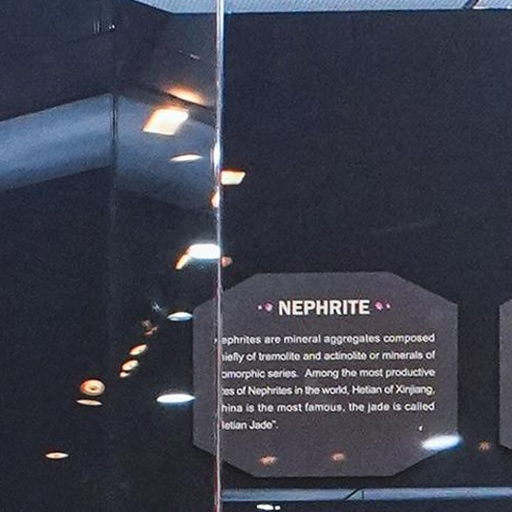 NEPHRITE
ephrites are mineral aggregates composed
iefly of tremolite and actinolite or minerals of
omorphic series. Among the most productive
es of Nephrites in the world, Hetian of Xinjiang,
hina is the most famous, the jade is called
etian Jade".